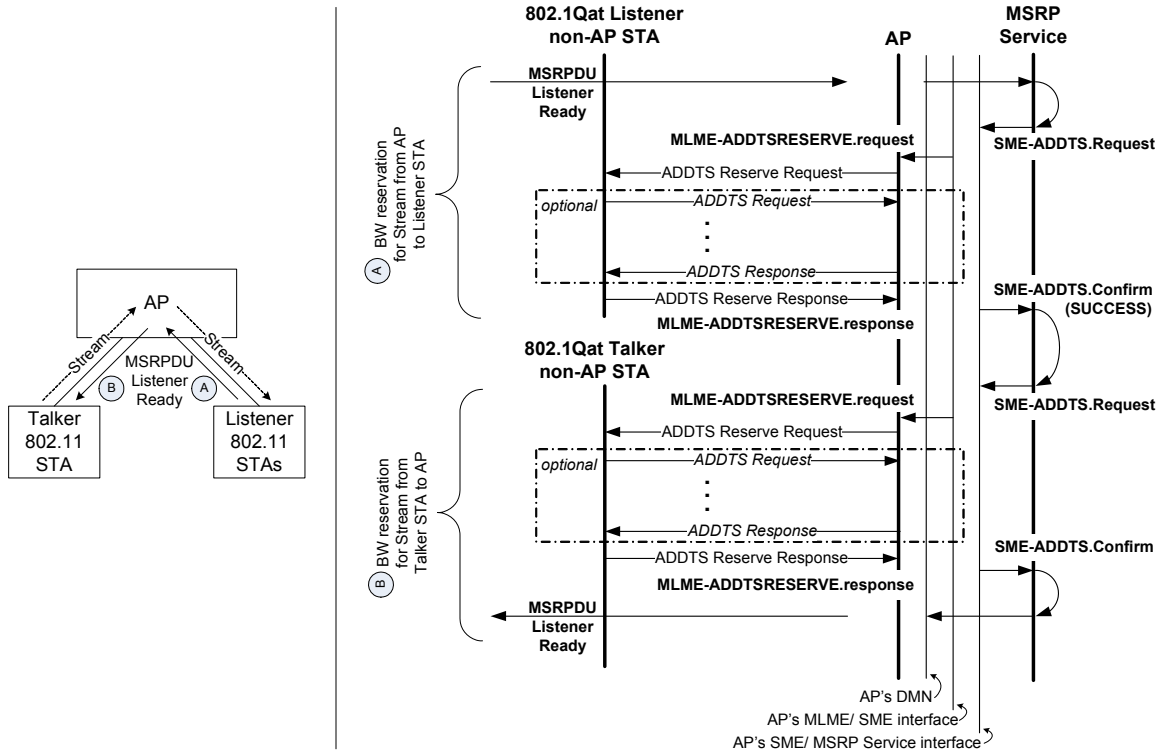 AP
Stream
Stream
MSRPDU
Listener
Ready
B
A
Talker
802.11
STA
Listener
802.11
STAs
802.1Qat Listener
non-AP STA
AP
MSRP
Service
MSRPDU
Listener
Ready
SME-ADDTS.Request
MLME-ADDTSRESERVE.request
ADDTS Reserve Request
optional
ADDTS Request
ADDTS Response
ADDTS Reserve Response
MLME-ADDTSRESERVE.response
SME-ADDTS.Confirm
(SUCCESS)
A
BW reservation
for Stream from AP
to Listener STA
802.1Qat Talker
non-AP STA
SME-ADDTS.Request
MLME-ADDTSRESERVE.request
ADDTS Reserve Request
optional
ADDTS Request
ADDTS Response
ADDTS Reserve Response
MLME-ADDTSRESERVE.response
SME-ADDTS.Confirm
B
BW reservation
for Stream from
Talker STA to AP
MSRPDU
Listener
Ready
AP's DMN
AP's MLME/ SME interface
AP's SME/ MSRP Service interface